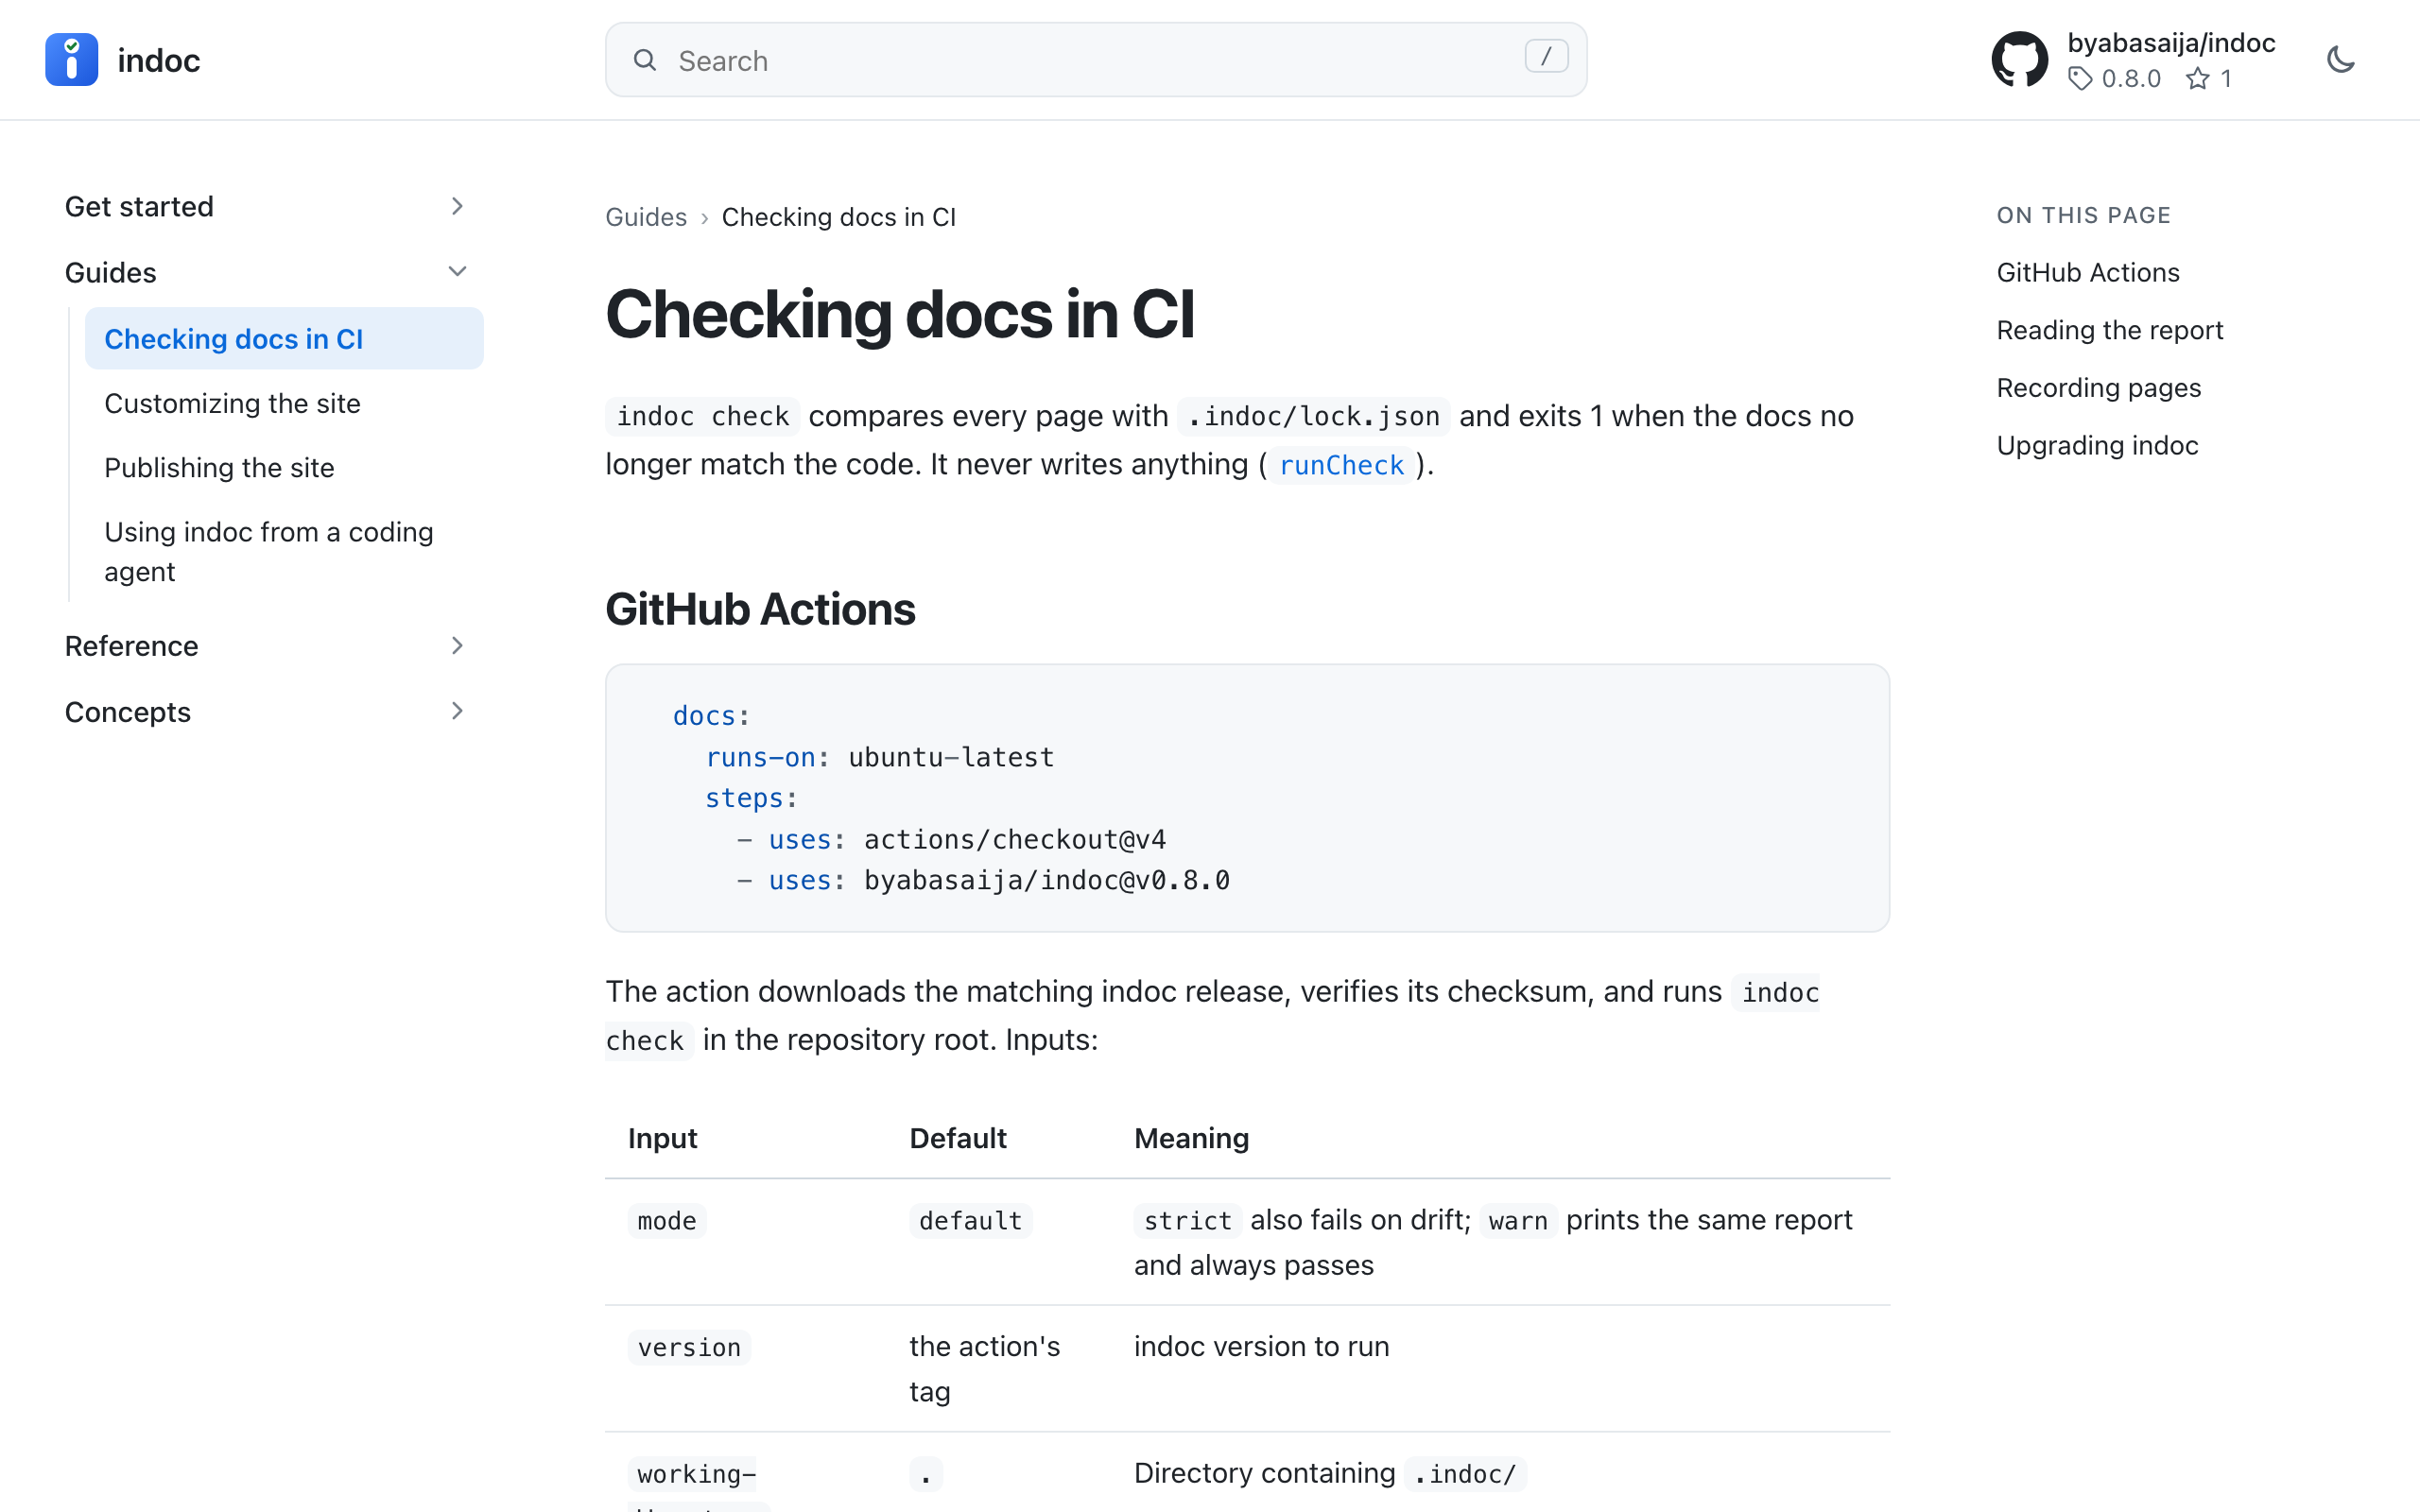 indoc
Search
/
byabasaija/indoc
0.8.0 1
Get started
Guides
Checking docs in CI
Customizing the site
Publishing the site
Using indoc from a coding
agent
Reference
Concepts
Guides › Checking docs in CI
Checking docs in CI
indoc check compares every page with .indoc/lock.json and exits 1 when the docs no
longer match the code. It never writes anything ( runCheck ).
GitHub Actions
docs:
  runs-on: ubuntu-latest
  steps:
    - uses: actions/checkout@v4
    - uses: byabasaija/indoc@v0.8.0
The action downloads the matching indoc release, verifies its checksum, and runs indoc
check in the repository root. Inputs:
Input Default Meaning
mode default strict also fails on drift; warn prints the same report
and always passes
version the action's indoc version to run
tag
working- . Directory containing .indoc/
ON THIS PAGE
GitHub Actions
Reading the report
Recording pages
Upgrading indoc